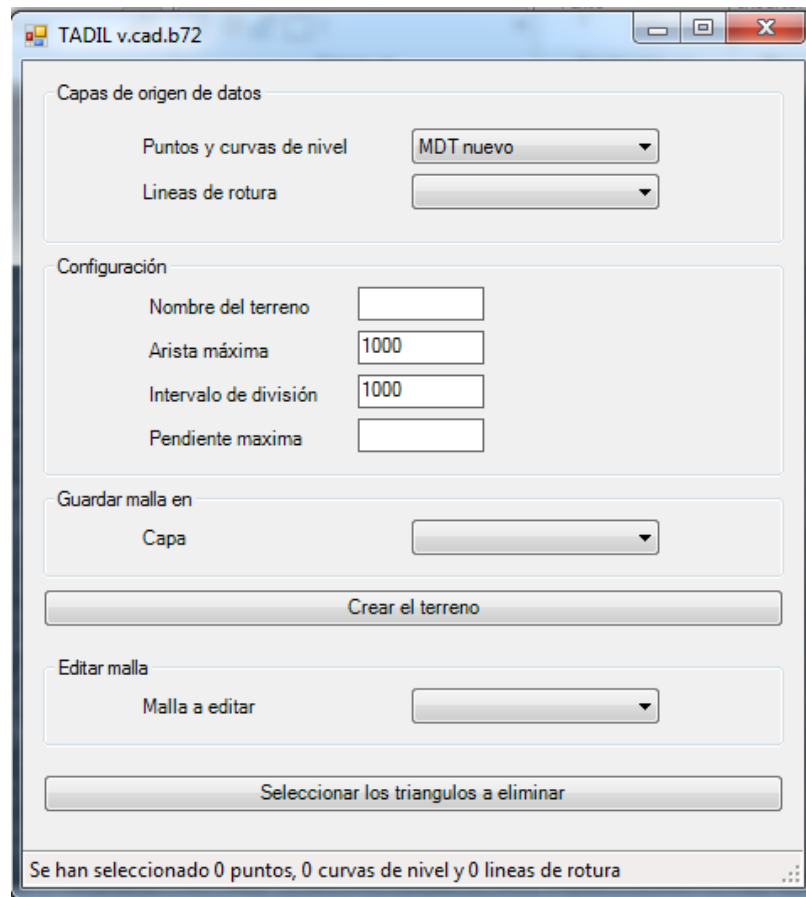 TADIL v.cad.b72
Capas de origen de datos
Puntos y curvas de nivel MDT nuevo
Lineas de rotura
Configuración
Nombre del terreno
Arista máxima 1000
Intervalo de división 1000
Pendiente maxima
Guardar malla en
Capa
Crear el terreno
Editar malla
Malla a editar
Seleccionar los triangulos a eliminar
Se han seleccionado 0 puntos, 0 curvas de nivel y 0 lineas de rotura